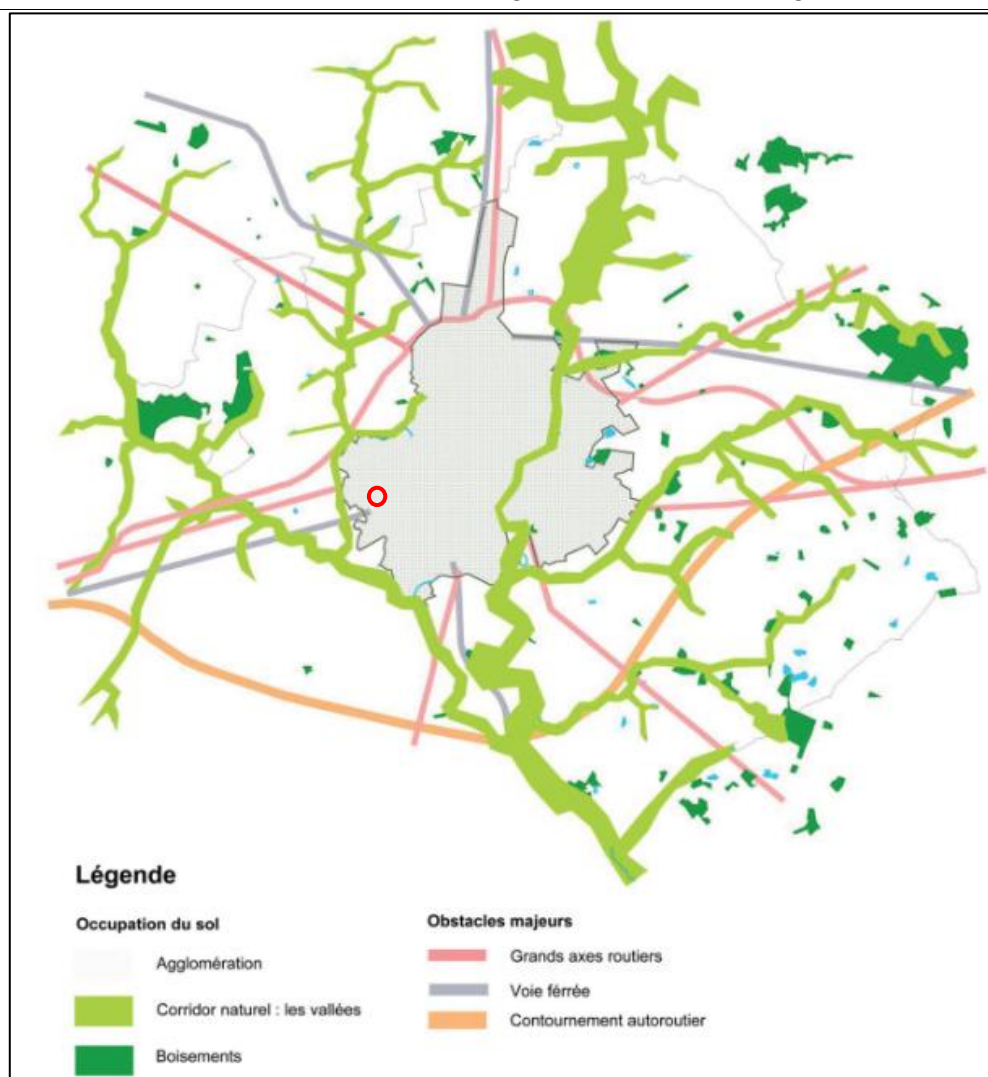 Légende
Occupation du sol
Agglomération
Corridor naturel : les vallées
Boisements
Obstacles majeurs
Grands axes routiers
Voie férrée
Contournement autoroutier